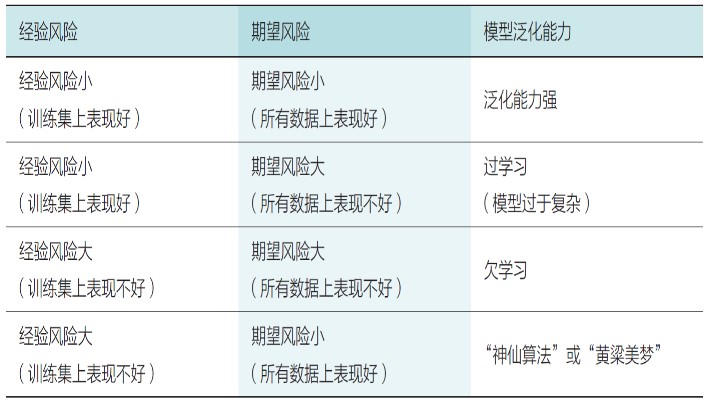 经验风险 期望风险 模型泛化能力
经验风险小 期望风险小
(训练集上表现好) (所有数据上表现好) 泛化能力强
经验风险小 期望风险大 过学习
(训练集上表现好) (所有数据上表现不好) (模型过于复杂)
经验风险大 期望风险大
(训练集上表现不好) (所有数据上表现不好) 欠学习
经验风险大 期望风险小
(训练集上表现不好) (所有数据上表现好) “神仙算法”或“黄梁美梦”